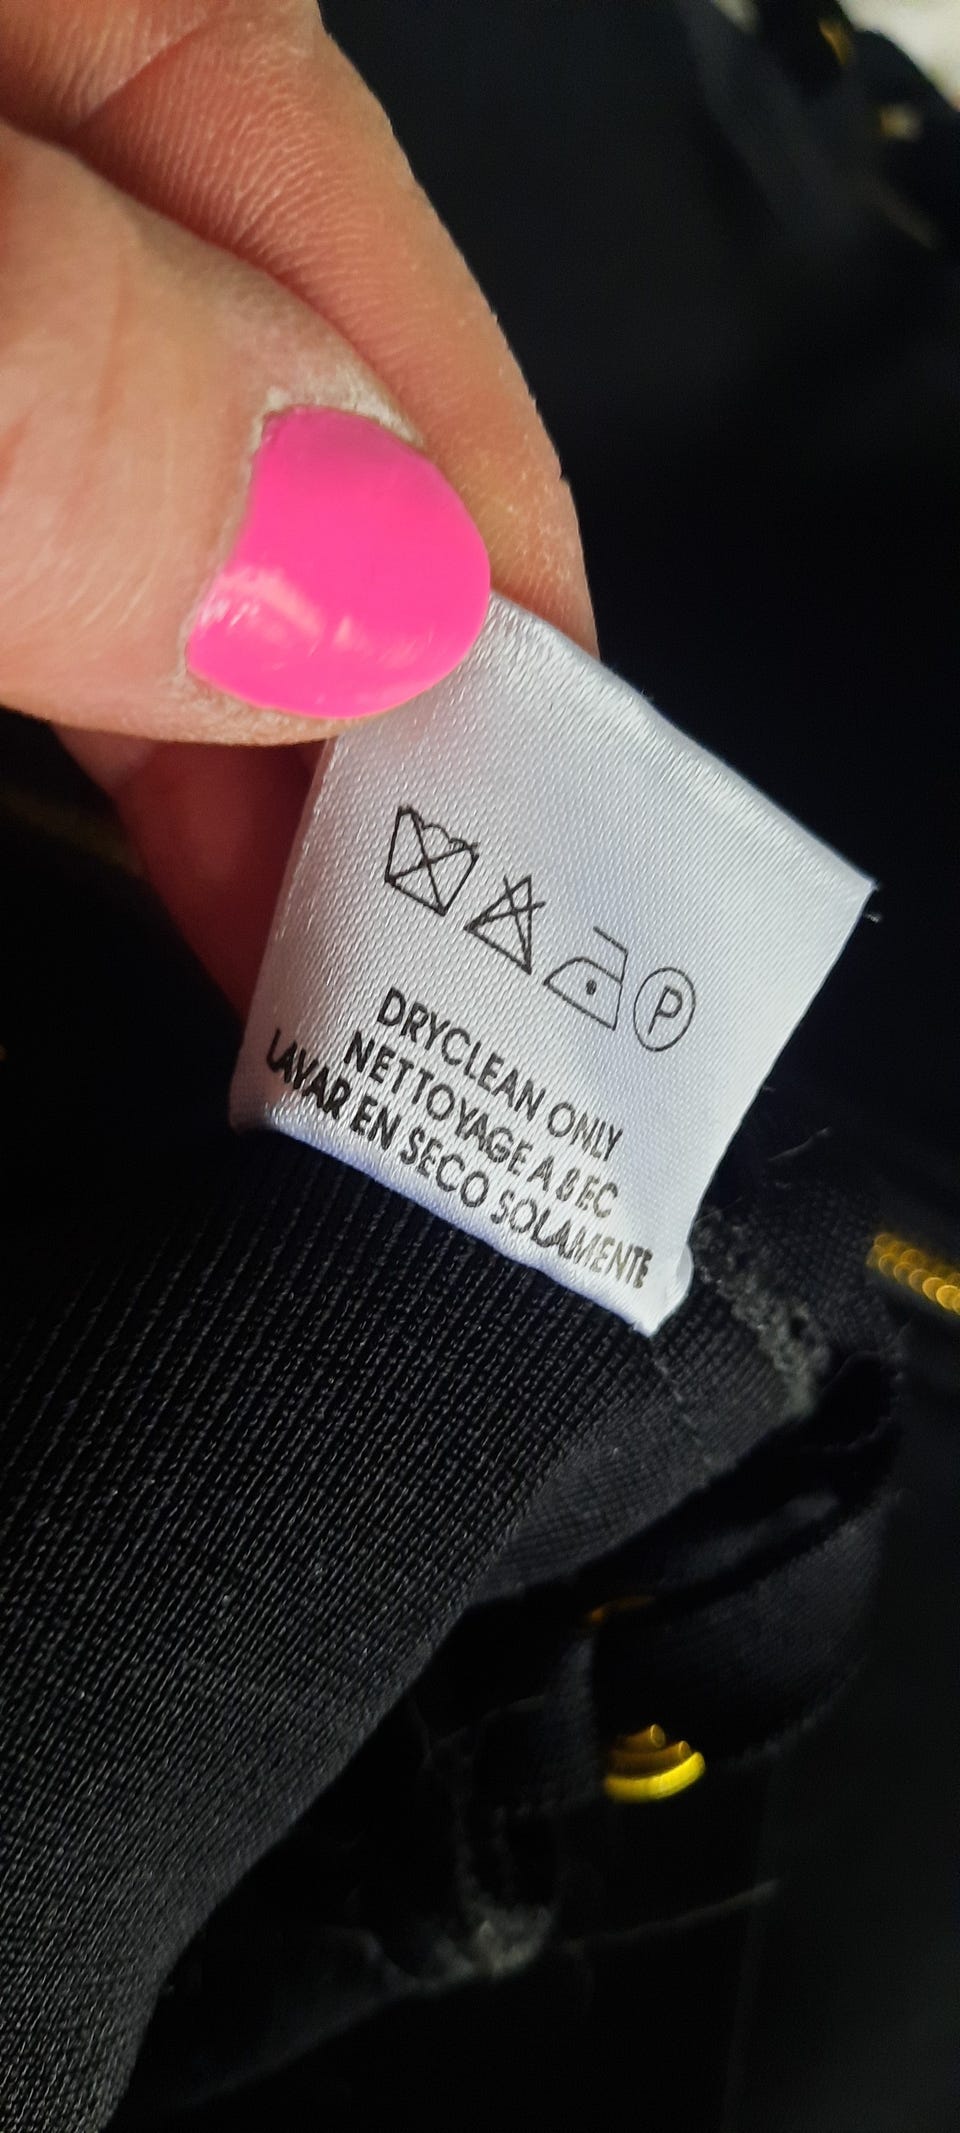 P
DRYCLEAN ONLY
NETTOYAGE A SEC
LAVAR EN SECO SOLAMENTE